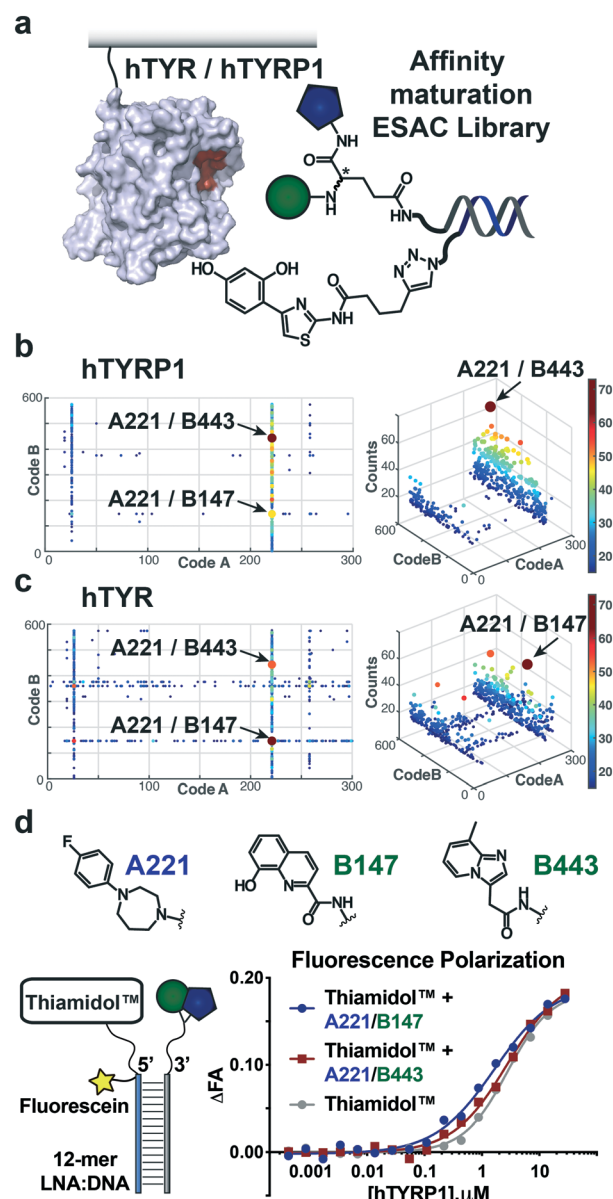 a
hTYR / hTYRP1
Affinity
maturation
ESAC Library
NH
O
*
O
N
H
HN
HO
OH
N
S
NH
O
N
N
N
b
hTYRP1
600
Code B
0
A221 / B443
A221 / B147
0
100
Code A
200
300
A221 / B443
Counts
60
40
20
600
CodeB
0
0
CodeA
300
70
60
50
40
30
20
c
hTYR
600
Code B
0
A221 / B443
A221 / B147
0
100
Code A
200
300
A221 / B147
Counts
60
40
20
600
CodeB
0
0
CodeA
300
70
60
50
40
30
20
d
F
N
N
A221
HO
N
O
H
N
B147
N
N
O
H
N
B443
Thiamidol™
5’
3’
Fluorescein
12-mer
LNA:DNA
Fluorescence Polarization
0.20
0.10
0.00
ΔFA
Thiamidol™ +
A221/B147
Thiamidol™ +
A221/B443
Thiamidol™
0.001
0.01
0.1
1
10
[hTYRP1],µM